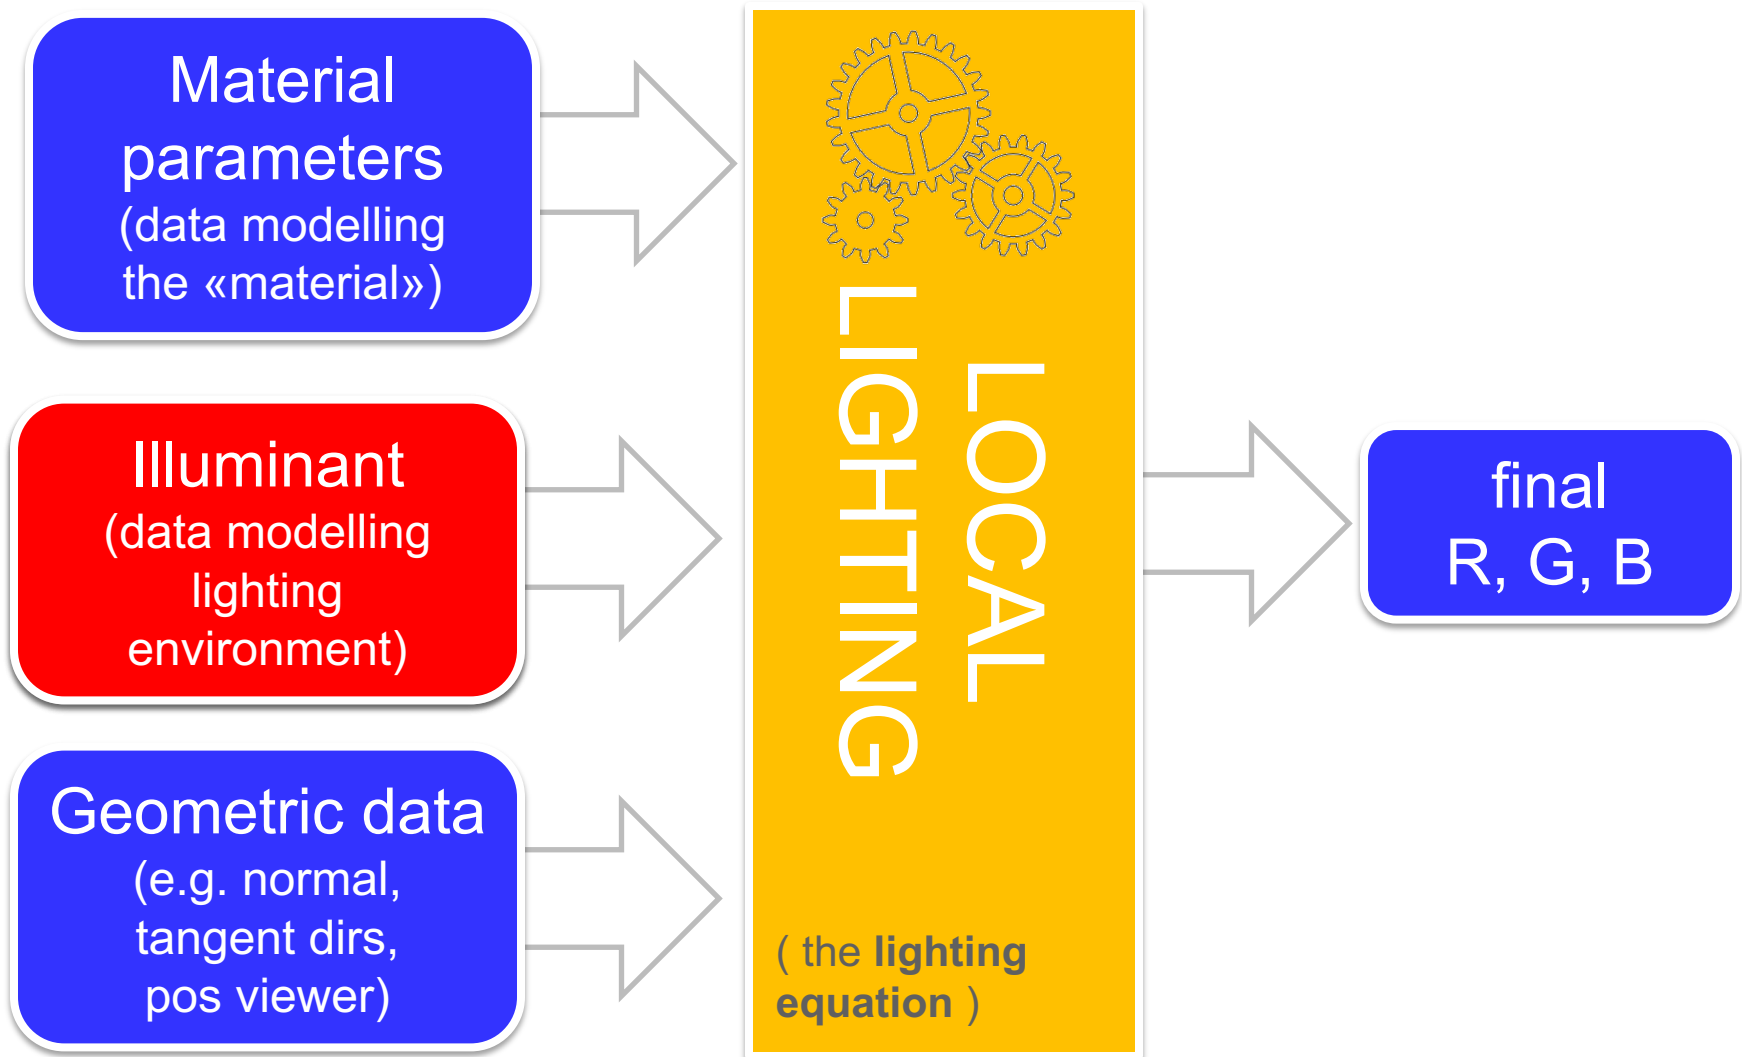 Material
parameters
(data modelling
the «material»)
Illuminant
(data modelling
lighting
environment)
Geometric data
(e.g. normal,
tangent dirs,
pos viewer)
LOCAL
LIGHTING
( the lighting
equation )
final
R, G, B